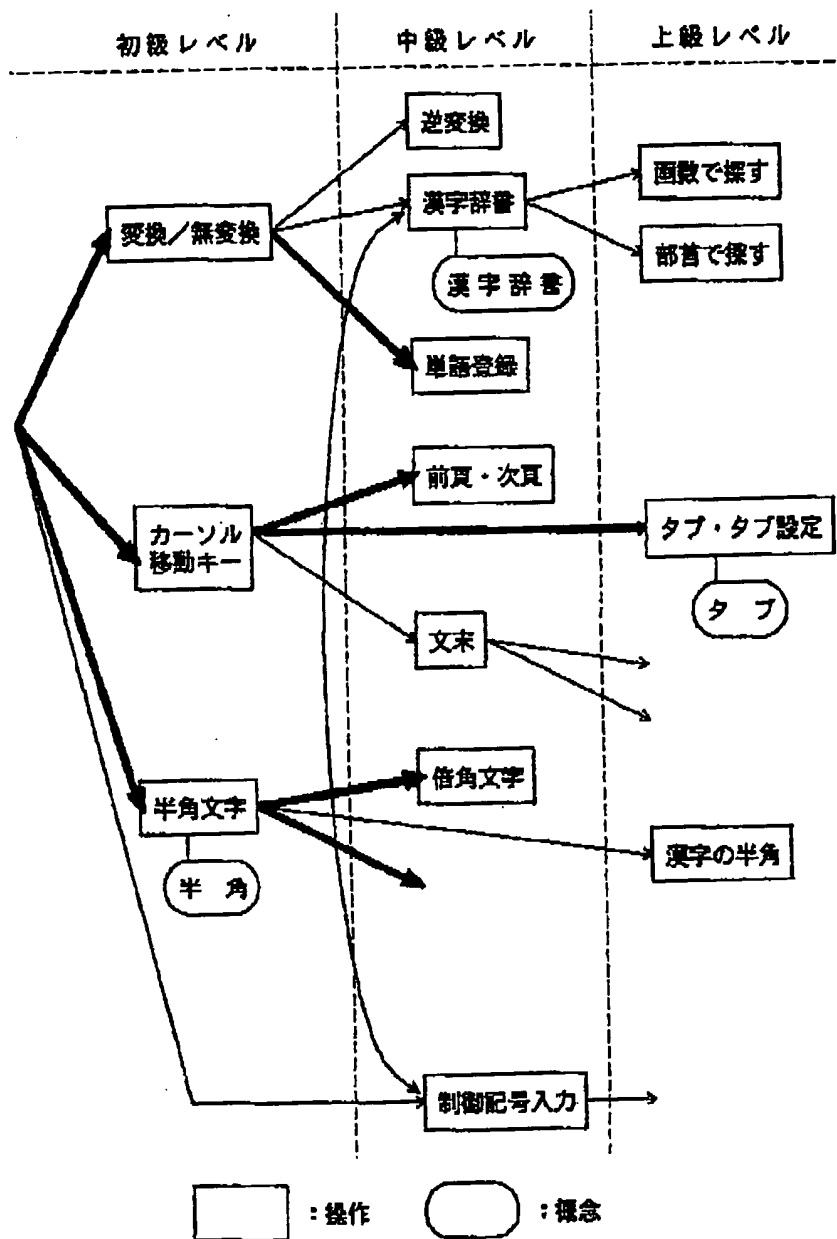 初級レベル
中級レベル
上級レベル
逆変換
画数で探す
漢字辞書
変換／無変換
部首で探す
漢字辞書
単語登録
前頁・次頁
タブ・タブ設定
カーソル
移動キー
タブ
文末
倍角文字
半角文字
漢字の半角
半角
制御記号入力
：操作
：概念